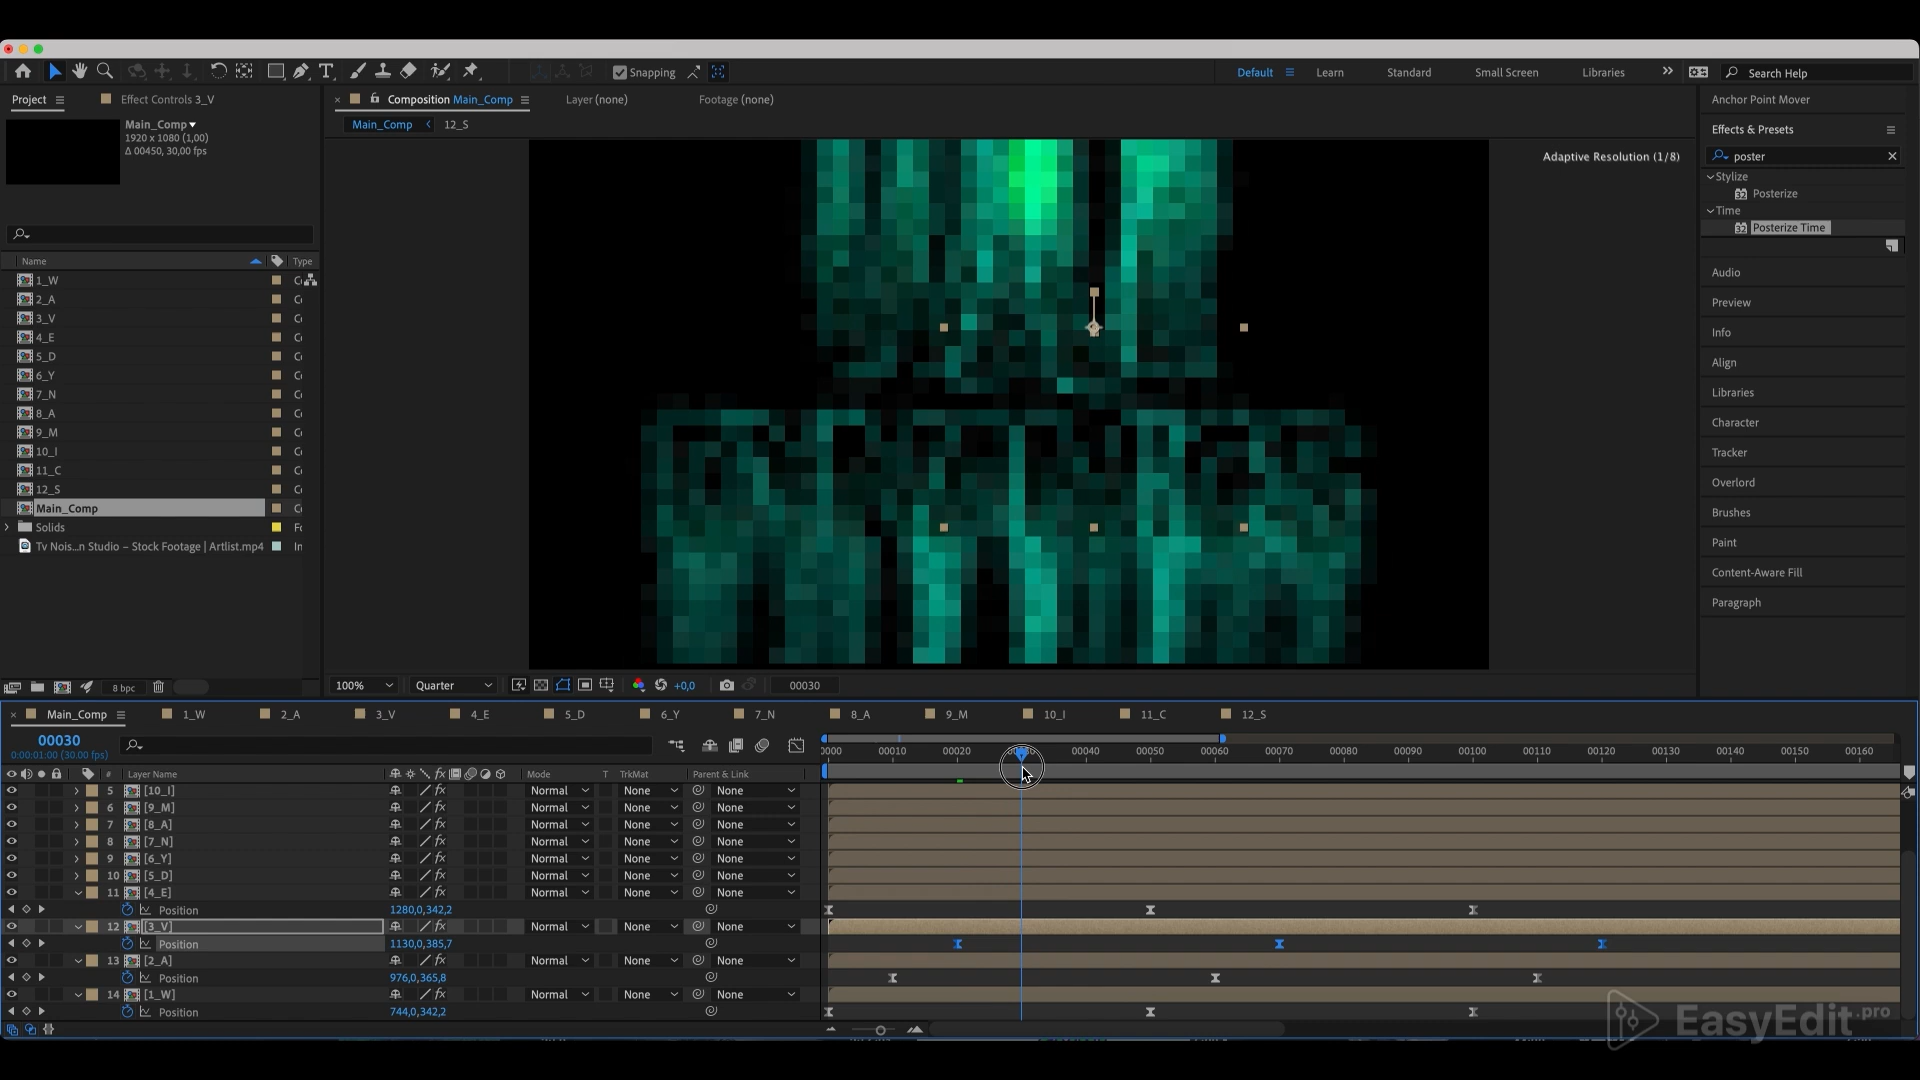 Snapping
Default
Learn
Standard
Small Screen
Libraries
Search Help
Project
Effect Controls 3_V
Composition Main_Comp
Layer (none)
Footage (none)
Main_Comp
12_S
Main_Comp
1920 x 1080 (1,00)
Δ 00450, 30,00 fps
Adaptive Resolution (1/8)
Name
Type
1_W
2_A
3_V
4_E
5_D
6_Y
7_N
8_A
9_M
10_I
11_C
12_S
Main_Comp
Solids
Tv Nois...n Studio – Stock Footage | Artlist.mp4
8 bpc
100%
Quarter
+0,0
00030
Anchor Point Mover
Effects & Presets
poster
Stylize
Posterize
Time
Posterize Time
Audio
Preview
Info
Align
Libraries
Character
Tracker
Overlord
Brushes
Paint
Content-Aware Fill
Paragraph
Main_Comp 1_W 2_A 3_V 4_E 5_D 6_Y 7_N 8_A 9_M 10_I 11_C 12_S
00030
0:00:01:00 (30.00 fps)
0000 00010 00020 00040 00050 00060 00070 00080 00090 00100 00110 00120 00130 00140 00150 00160
# Layer Name Mode T TrkMat Parent & Link
5 [10_I] Normal None None
6 [9_M] Normal None None
7 [8_A] Normal None None
8 [7_N] Normal None None
9 [6_Y] Normal None None
10 [5_D] Normal None None
11 [4_E] Normal None None
Position 1280,0,342,2
12 [3_V] Normal None None
Position 1130,0,385,7
13 [2_A] Normal None None
Position 976,0,365,8
14 [1_W] Normal None None
Position 744,0,342,2
EasyEdit.pro